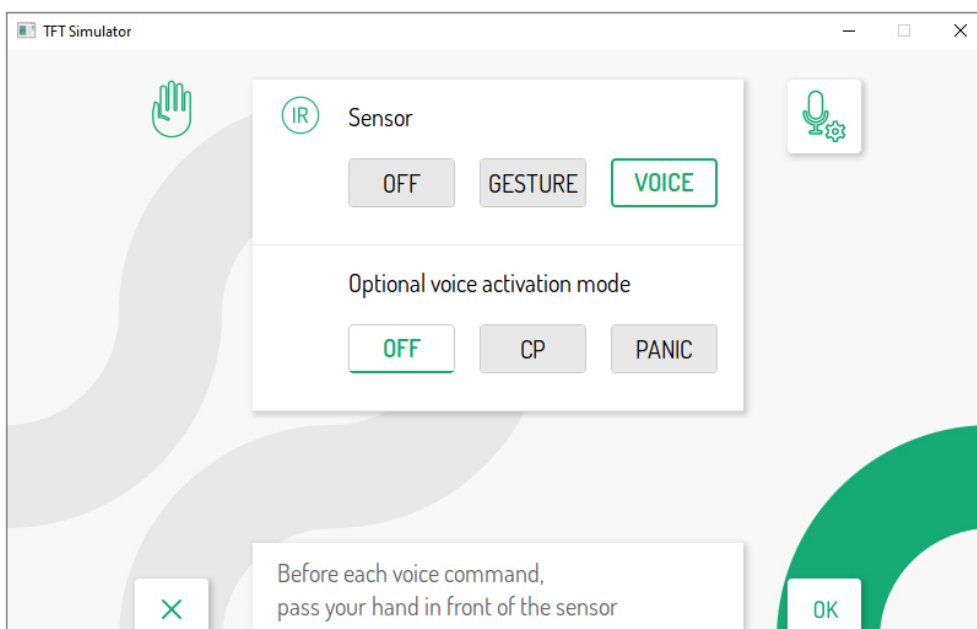 TFT Simulator
IR Sensor
OFF GESTURE VOICE
Optional voice activation mode
OFF CP PANIC
Before each voice command,
pass your hand in front of the sensor
OK